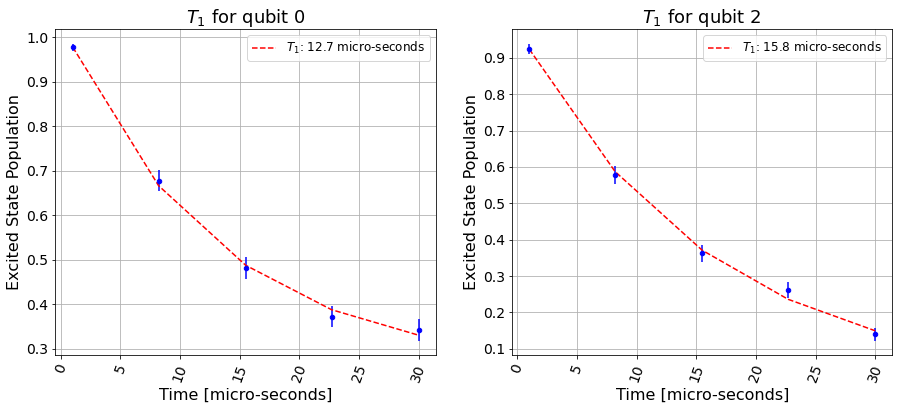 T₁ for qubit 0
T₁: 12.7 micro-seconds
Excited State Population
1.0
0.9
0.8
0.7
0.6
0.5
0.4
0.3
0 5 10 15 20 25 30
Time [micro-seconds]
T₁ for qubit 2
T₁: 15.8 micro-seconds
Excited State Population
0.9
0.8
0.7
0.6
0.5
0.4
0.3
0.2
0.1
0 5 10 15 20 25 30
Time [micro-seconds]